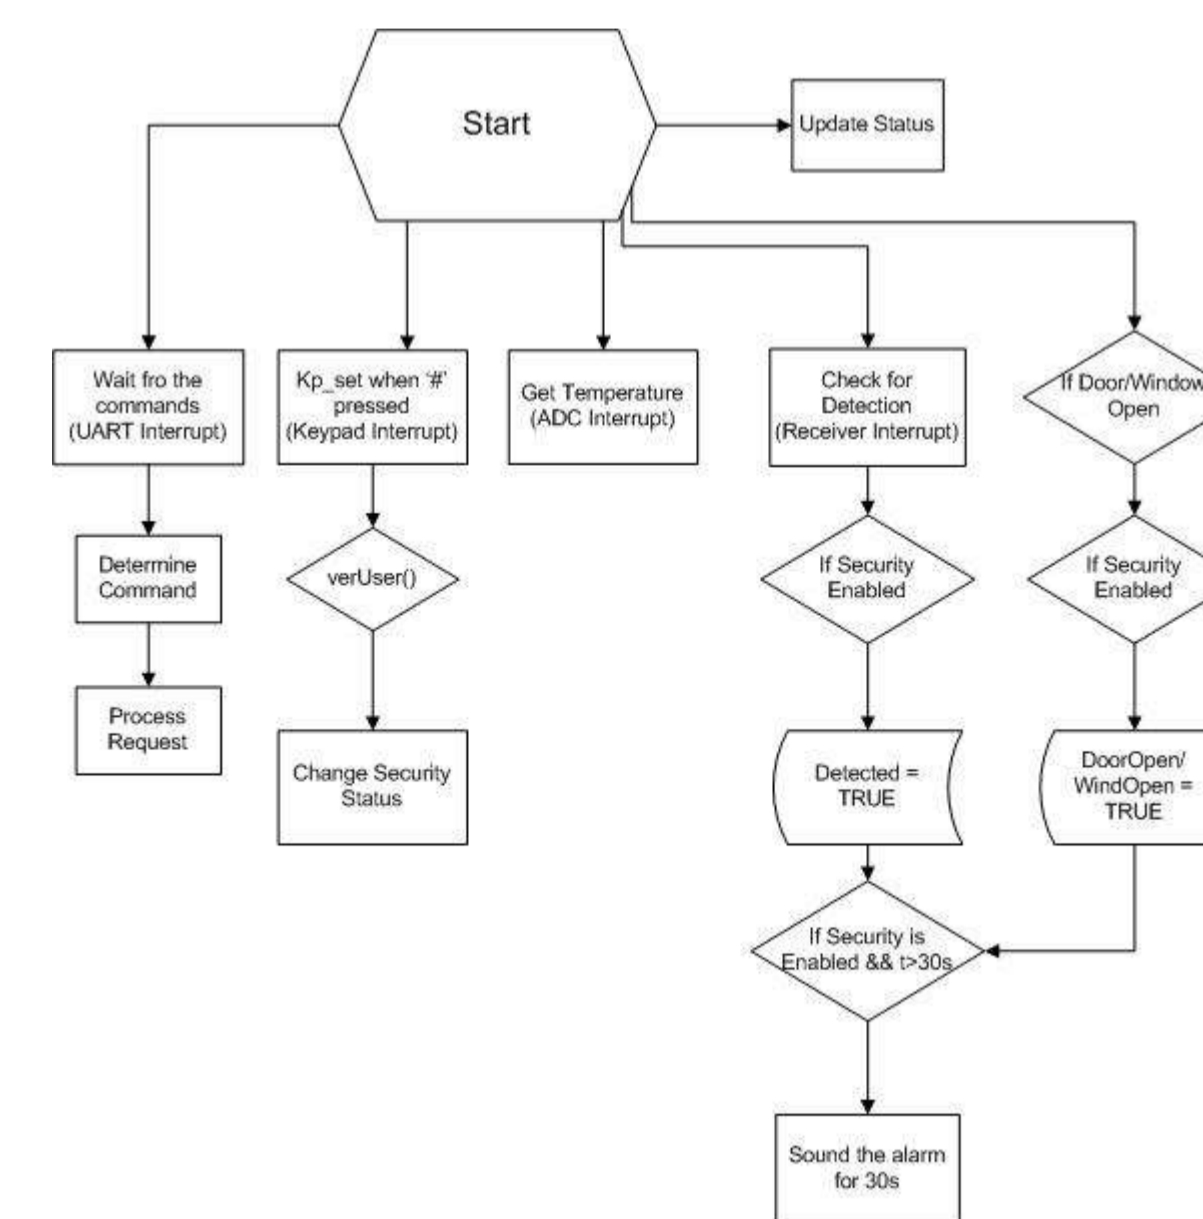 Start
Update Status
Wait fro the
commands
(UART Interrupt)
Kp_set when '#'
pressed
(Keypad Interrupt)
Get Temperature
(ADC Interrupt)
Check for
Detection
(Receiver Interrupt)
If Door/Window
Open
Determine
Command
verUser()
If Security
Enabled
If Security
Enabled
Process
Request
Change Security
Status
Detected =
TRUE
DoorOpen/
WindOpen =
TRUE
If Security is
Enabled && t>30s
Sound the alarm
for 30s